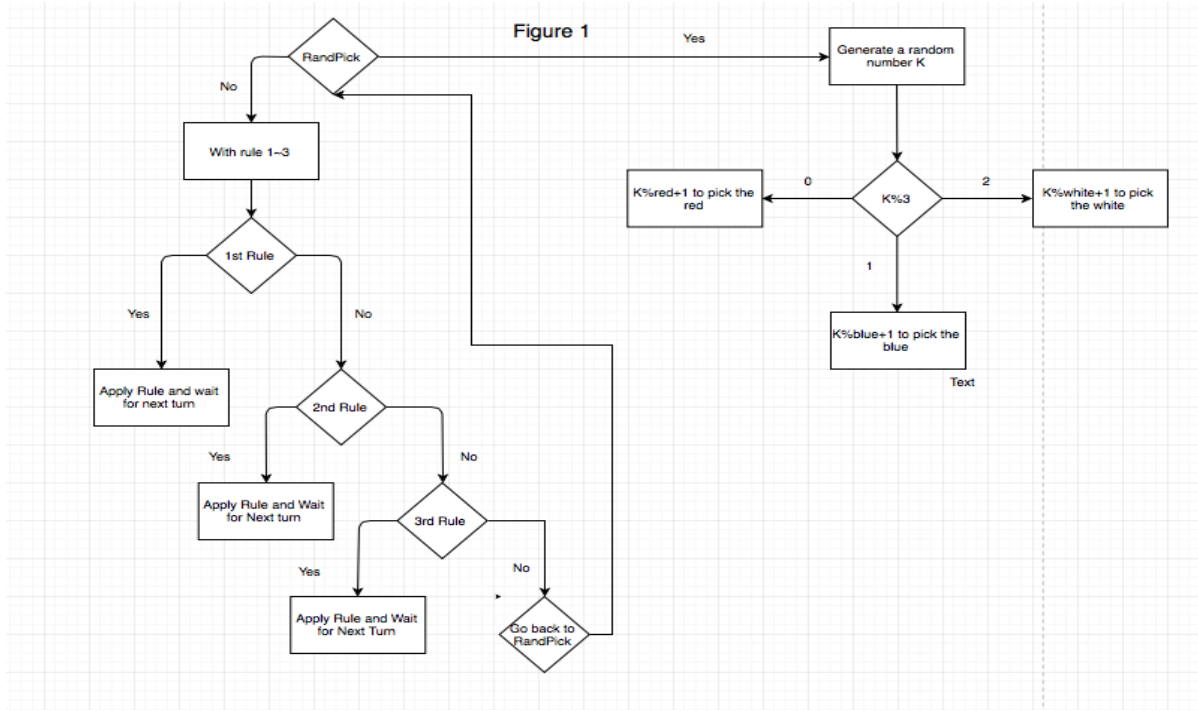 Figure 1
RandPick
Yes
Generate a random
number K
No
With rule 1~3
K%red+1 to pick the
red
0
K%3
2
K%white+1 to pick
the white
1st Rule
1
Yes
No
K%blue+1 to pick the
blue
Text
Apply Rule and wait
for next turn
2nd Rule
Yes
No
Apply Rule and Wait
for Next turn
3rd Rule
Yes
No
Apply Rule and Wait
for Next Turn
Go back to
RandPick